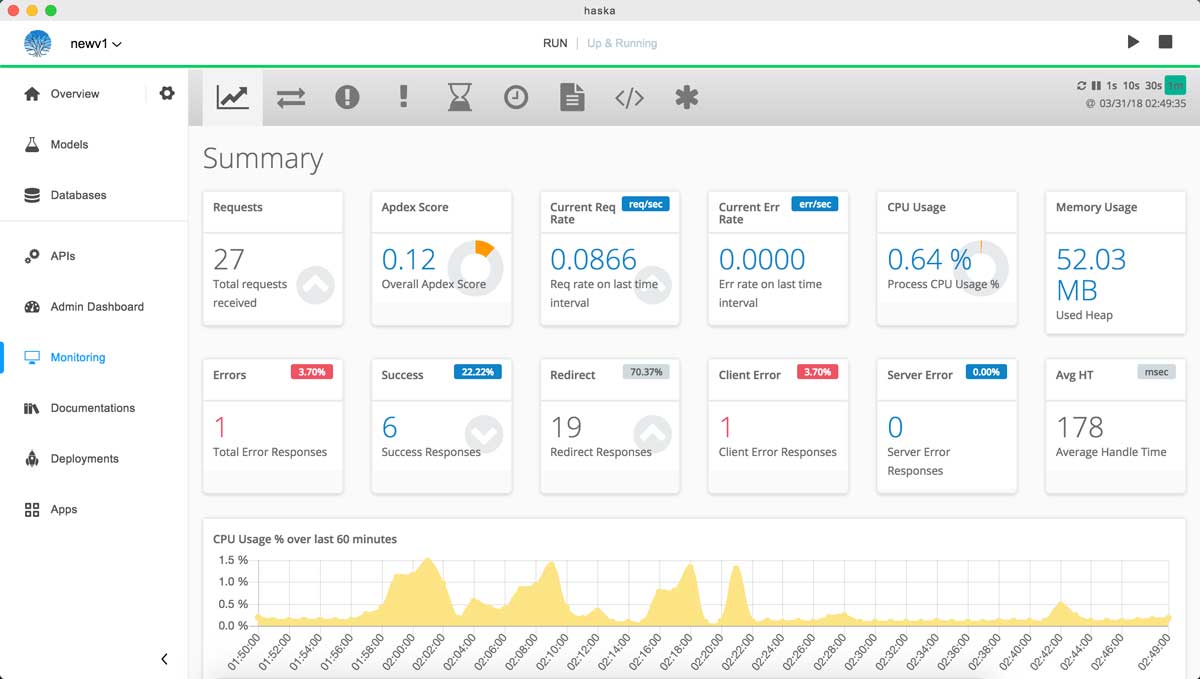 haska
newv1
RUN | Up & Running
Overview
Models
Databases
APIs
Admin Dashboard
Monitoring
Documentations
Deployments
Apps
1s 10s 30s 1m
@ 03/31/18 02:49:35
Summary
Requests
27
Total requests
received
Apdex Score
0.12
Overall Apdex Score
Current Req
Rate
req/sec
0.0866
Req rate on last time
interval
Current Err
Rate
err/sec
0.0000
Err rate on last time
interval
CPU Usage
0.64 %
Process CPU Usage %
Memory Usage
52.03
MB
Used Heap
Errors
3.70%
1
Total Error Responses
Success
22.22%
6
Success Responses
Redirect
70.37%
19
Redirect Responses
Client Error
3.70%
1
Client Error Responses
Server Error
0.00%
0
Server Error
Responses
Avg HT
msec
178
Average Handle Time
CPU Usage % over last 60 minutes
1.5 %
1.0 %
0.5 %
0.0 %
01:50:00
01:52:00
01:54:00
01:56:00
01:58:00
02:00:00
02:02:00
02:04:00
02:06:00
02:08:00
02:10:00
02:12:00
02:14:00
02:16:00
02:18:00
02:20:00
02:22:00
02:24:00
02:26:00
02:28:00
02:30:00
02:32:00
02:34:00
02:36:00
02:38:00
02:40:00
02:42:00
02:44:00
02:46:00
02:49:00